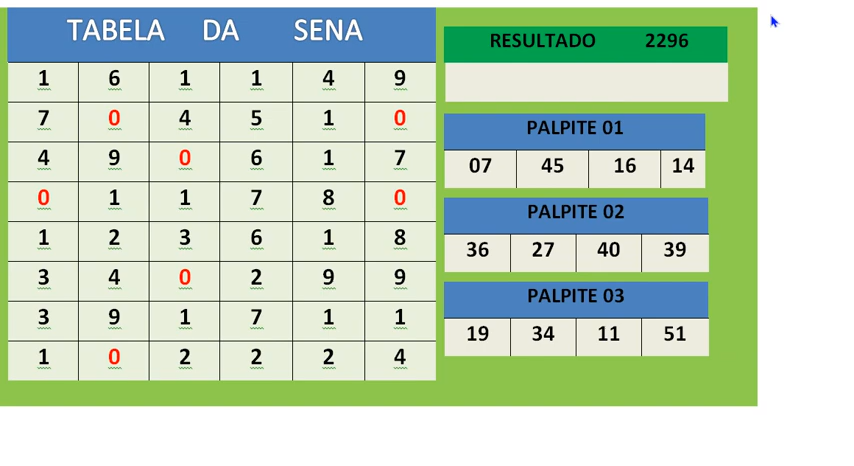 TABELA DA SENA
1 6 1 1 4 9
7 0 4 5 1 0
4 9 0 6 1 7
0 1 1 7 8 0
1 2 3 6 1 8
3 4 0 2 9 9
3 9 1 7 1 1
1 0 2 2 2 4
RESULTADO 2296
PALPITE 01
07 45 16 14
PALPITE 02
36 27 40 39
PALPITE 03
19 34 11 51